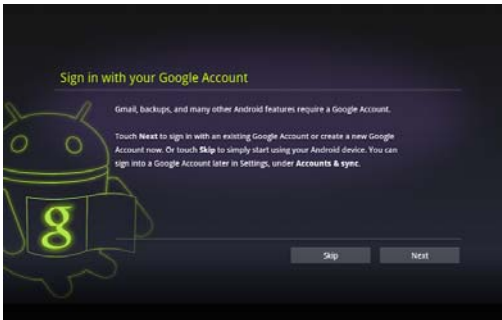 Sign in with your Google Account
Gmail, backups, and many other Android features require a Google Account.
Touch Next to sign in with an existing Google Account or create a new Google
Account now. Or touch Skip to simply start using your Android device. You can
sign into a Google Account later in Settings, under Accounts & sync.
g
Skip Next